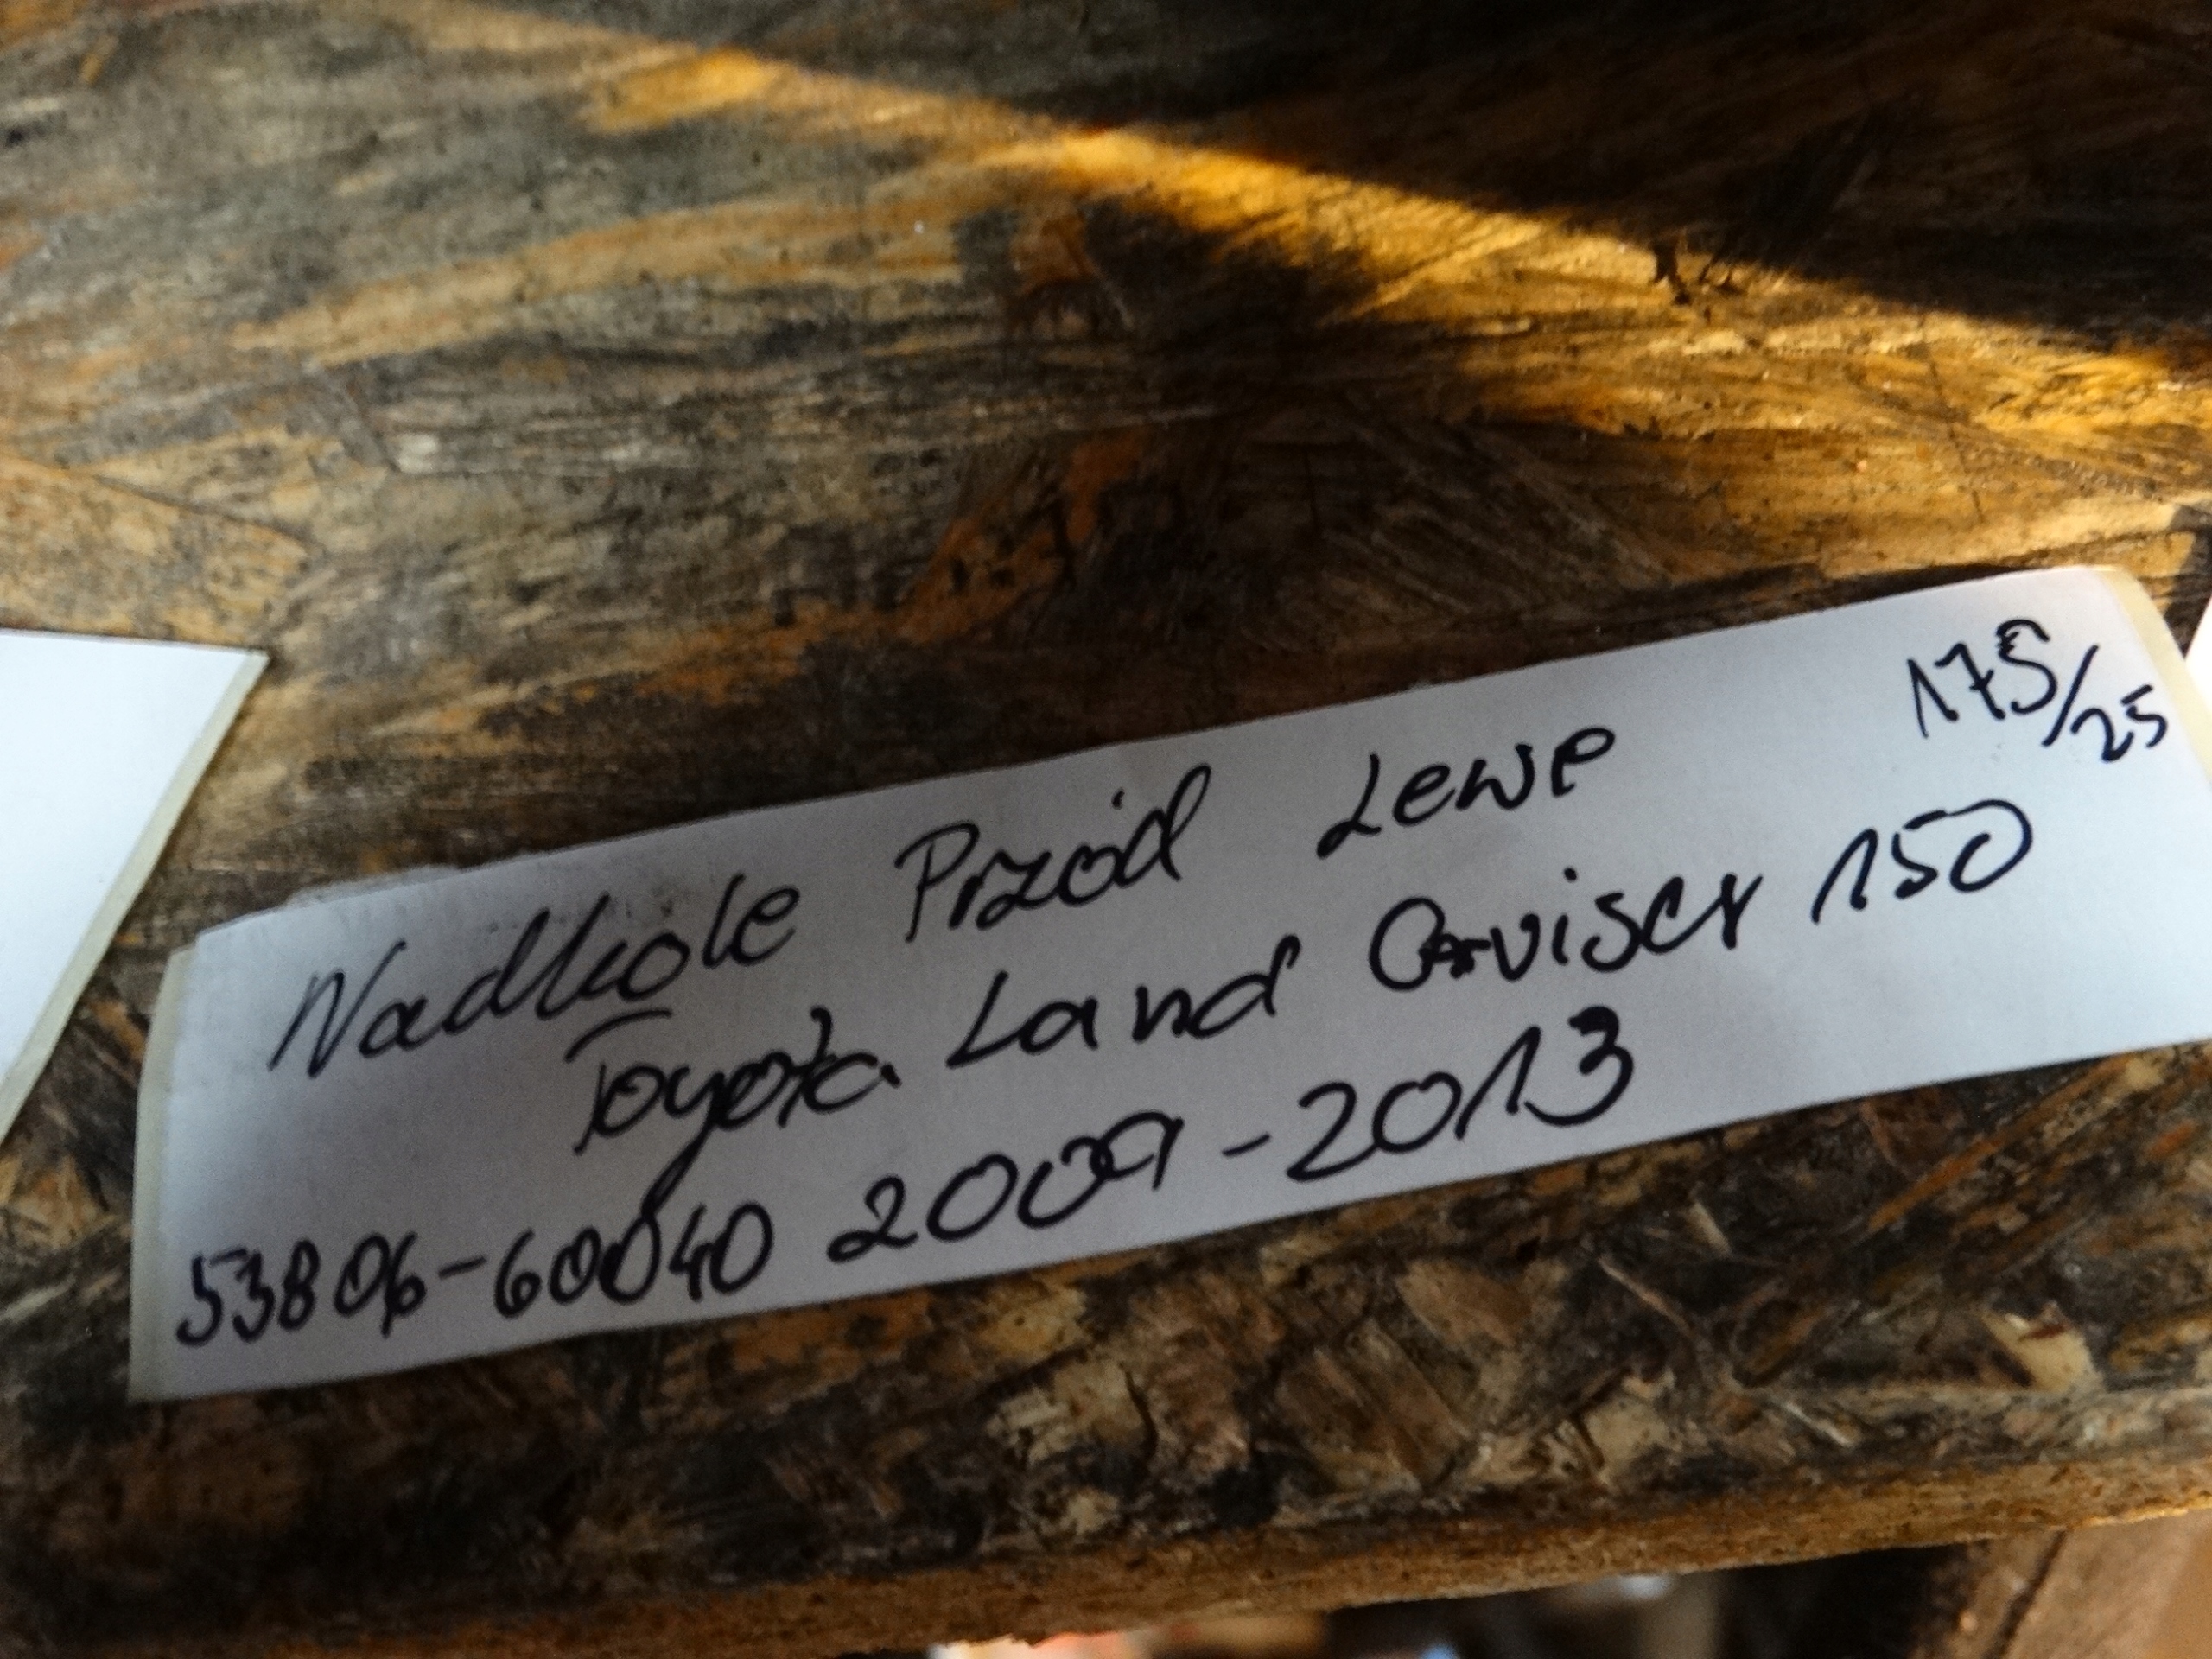 175/25
Nadkole Przód Lewe
Toyota Land Cruiser 150
53806-60040 2009-2013